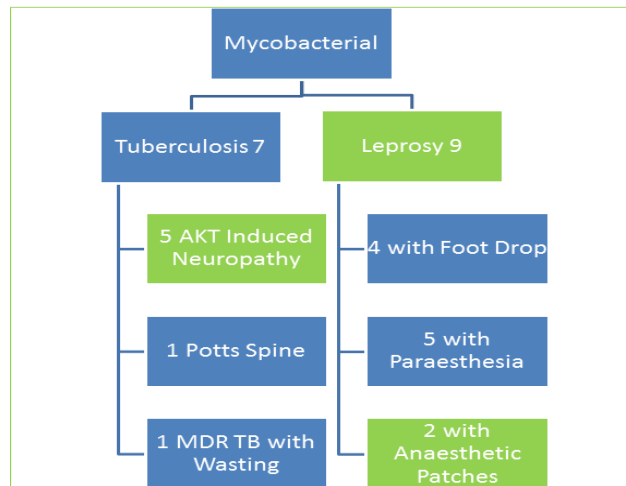 Mycobacterial
Tuberculosis 7
Leprosy 9
5 AKT Induced
Neuropathy
1 Potts Spine
1 MDR TB with
Wasting
4 with Foot Drop
5 with
Paraesthesia
2 with
Anaesthetic
Patches